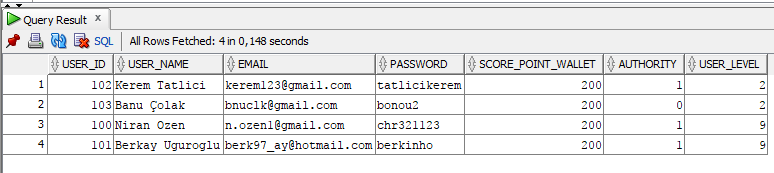 Query Result x
SQL | All Rows Fetched: 4 in 0,148 seconds
USER_ID USER_NAME EMAIL PASSWORD SCORE_POINT_WALLET AUTHORITY USER_LEVEL
1 102 Kerem Tatlici kerem123@gmail.com tatlicikerem 200 1 2
2 103 Banu Çolak bnuclk@gmail.com bonou2 200 0 2
3 100 Niran Ozen n.ozen1@gmail.com chr321123 200 1 9
4 101 Berkay Uguroglu berk97_ay@hotmail.com berkinho 200 1 9